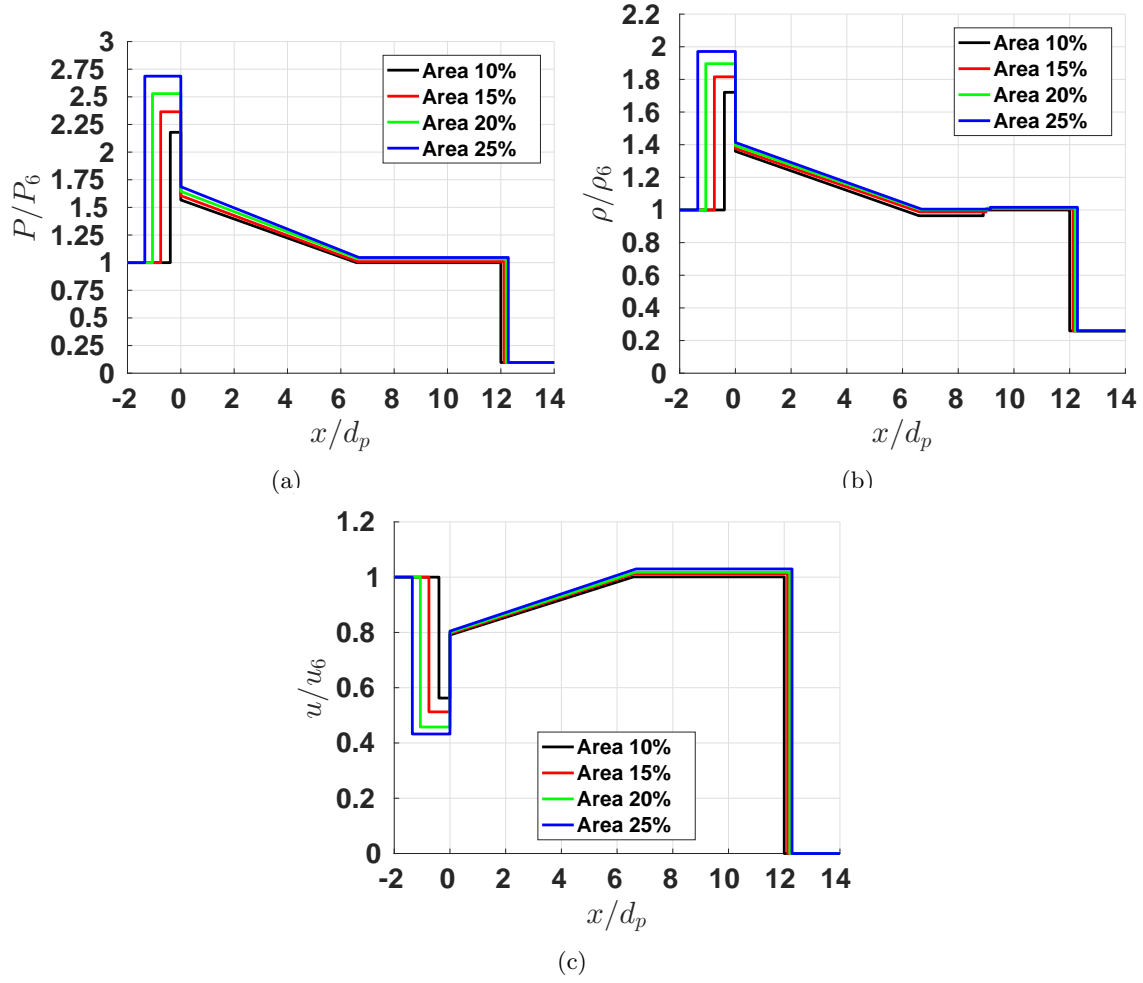 3
2.75
2.5
2.25
2
1.75
1.5
1.25
1
0.75
0.5
0.25
0
P/P6
Area 10%
Area 15%
Area 20%
Area 25%
-2 0 2 4 6 8 10 12 14
x/dp
(a)
2.2
2
1.8
1.6
1.4
1.2
1
0.8
0.6
0.4
0.2
0
ρ/ρ6
Area 10%
Area 15%
Area 20%
Area 25%
-2 0 2 4 6 8 10 12 14
x/dp
(b)
1.2
1
0.8
0.6
0.4
0.2
0
u/u6
Area 10%
Area 15%
Area 20%
Area 25%
-2 0 2 4 6 8 10 12 14
x/dp
(c)